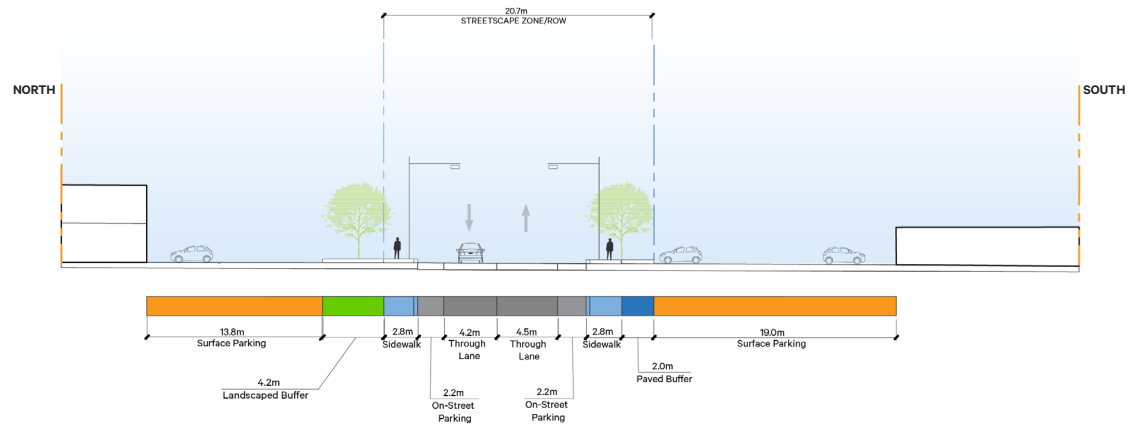 20.7m
STREETSCAPE ZONE/ROW
NORTH
SOUTH
13.8m
Surface Parking
2.8m
Sidewalk
4.2m
Through
Lane
4.5m
Through
Lane
2.8m
Sidewalk
19.0m
Surface Parking
4.2m
Landscaped Buffer
2.2m
On-Street
Parking
2.2m
On-Street
Parking
2.0m
Paved Buffer